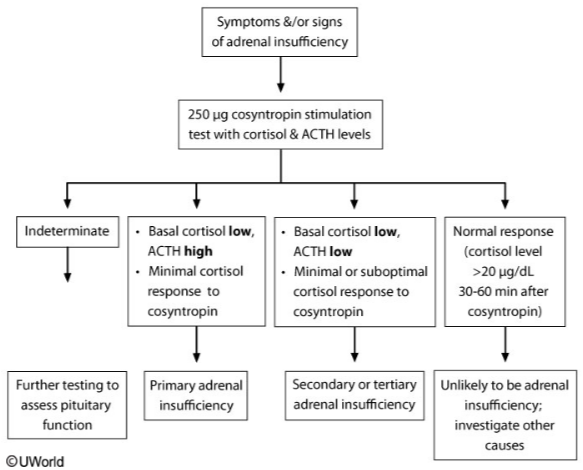 Symptoms &/or signs
of adrenal insufficiency
250 μg cosyntropin stimulation
test with cortisol & ACTH levels
Indeterminate
• Basal cortisol low,
ACTH high
• Minimal cortisol
response to
cosyntropin
• Basal cortisol low,
ACTH low
• Minimal or suboptimal
cortisol response to
cosyntropin
Normal response
(cortisol level
>20 μg/dL
30-60 min after
cosyntropin)
Further testing to
assess pituitary
function
Primary adrenal
insufficiency
Secondary or tertiary
adrenal insufficiency
Unlikely to be adrenal
insufficiency;
investigate other
causes
©UWorld